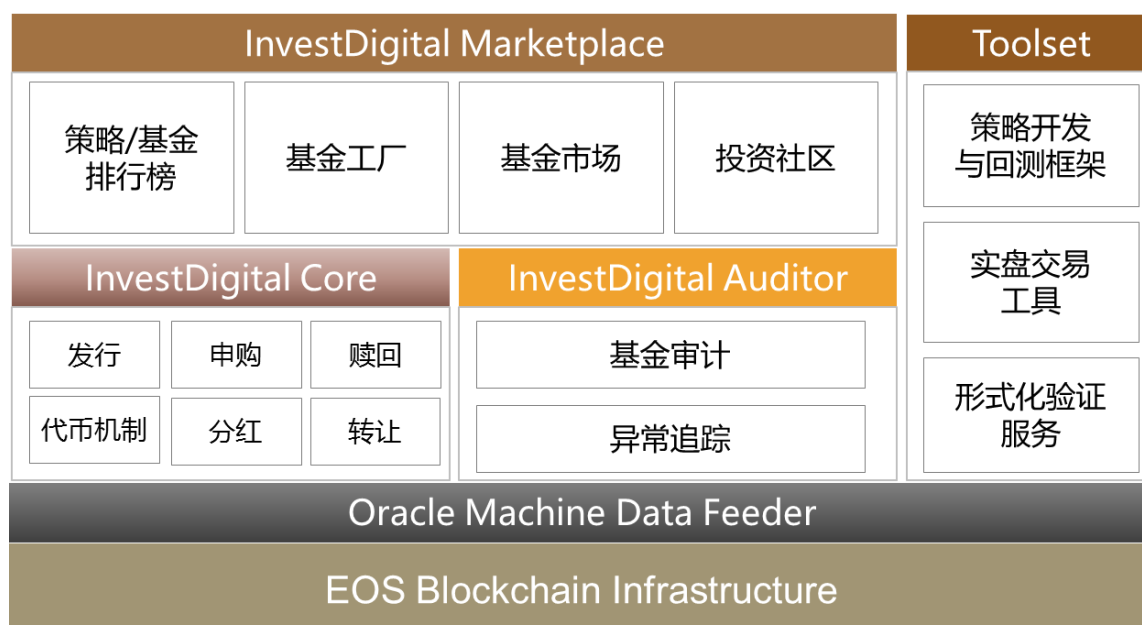 InvestDigital Marketplace
策略/基金
排行榜
基金工厂
基金市场
投资社区
Toolset
策略开发
与回测框架
实盘交易
工具
形式化验证
服务
InvestDigital Core
发行
申购
赎回
代币机制
分红
转让
InvestDigital Auditor
基金审计
异常追踪
Oracle Machine Data Feeder
EOS Blockchain Infrastructure